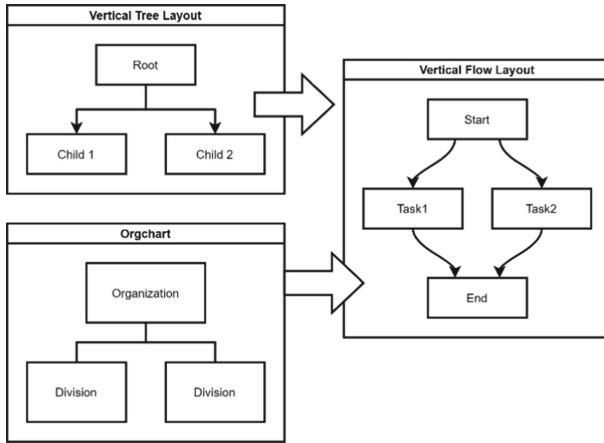 Vertical Tree Layout
Root
Child 1
Child 2
Orgchart
Organization
Division
Division
Vertical Flow Layout
Start
Task1
Task2
End